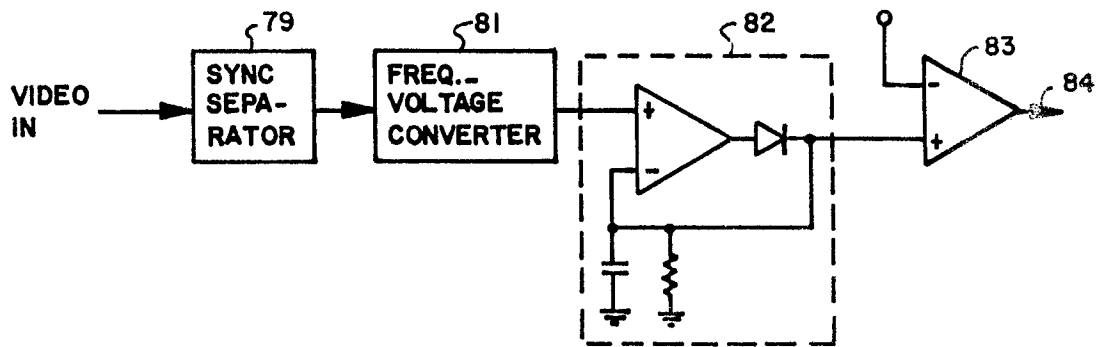 79
81
82
83
84
VIDEO
IN
SYNC
SEPA-
RATOR
FREQ.-
VOLTAGE
CONVERTER
+
-
-
+